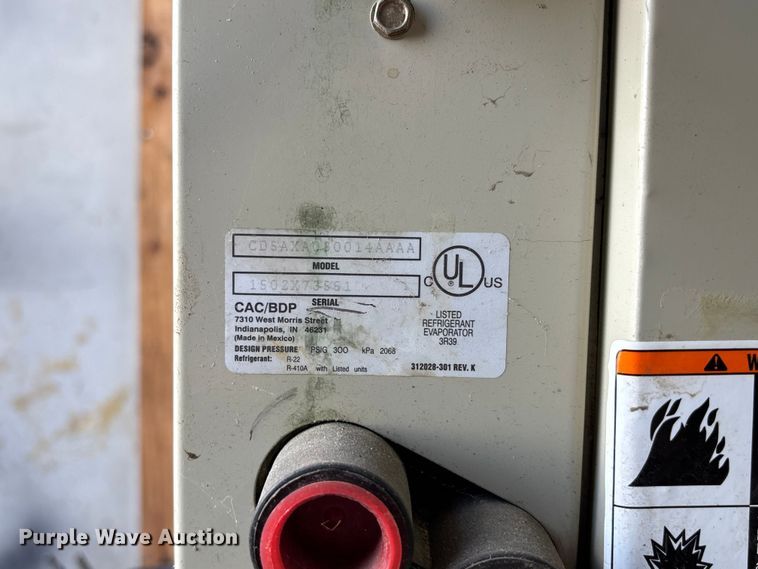 MODEL
SERIAL
CAC/BDP
7310 West Morris Street
Indianapolis, IN 46231
(Made in Mexico)
DESIGN PRESSURE PSIG 300 kPa 2068
Refrigerant: R-22
R-410A with Listed units
C UL US
LISTED
REFRIGERANT
EVAPORATOR
3R39
312028-301 REV. K
W
Purple Wave Auction